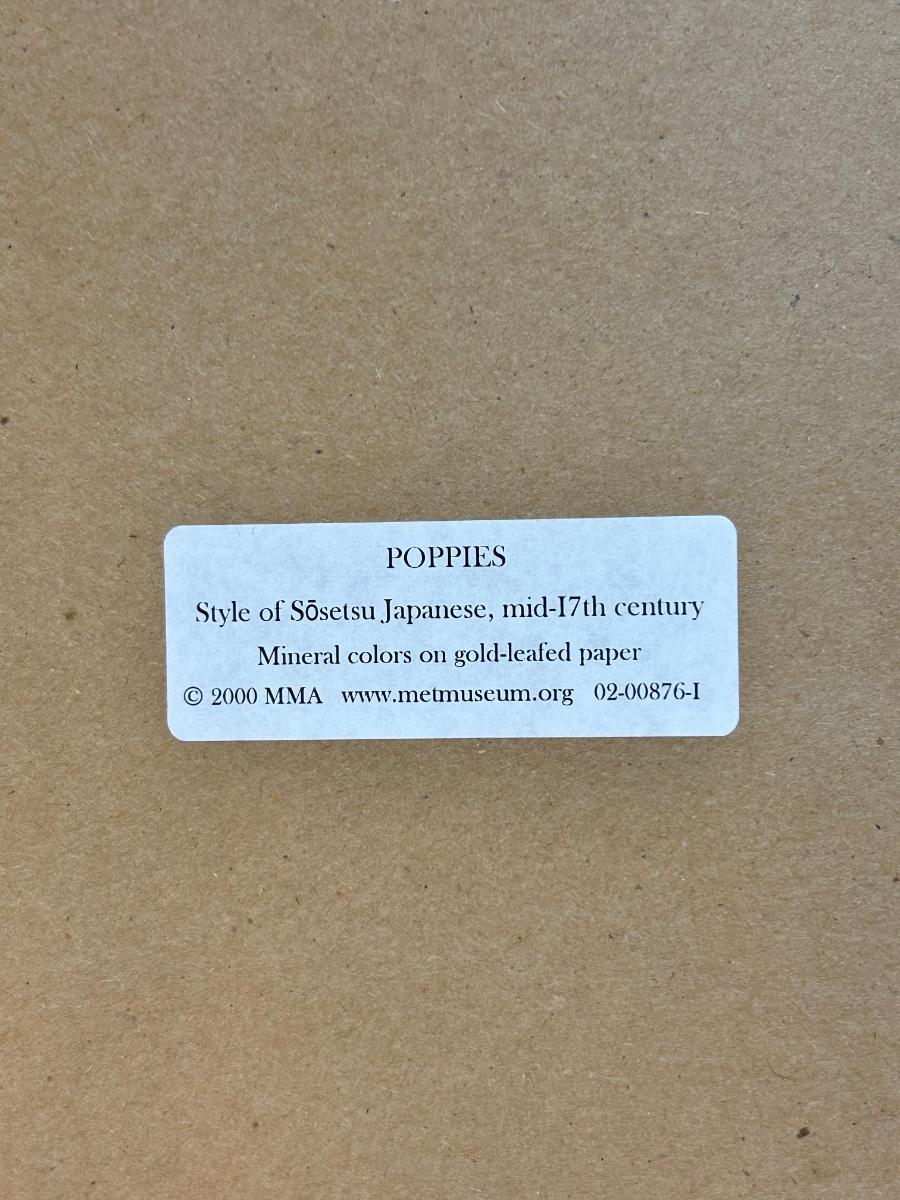 POPPIES
Style of Sōsetsu Japanese, mid-17th century
Mineral colors on gold-leafed paper
© 2000 MMA www.metmuseum.org 02-00876-1